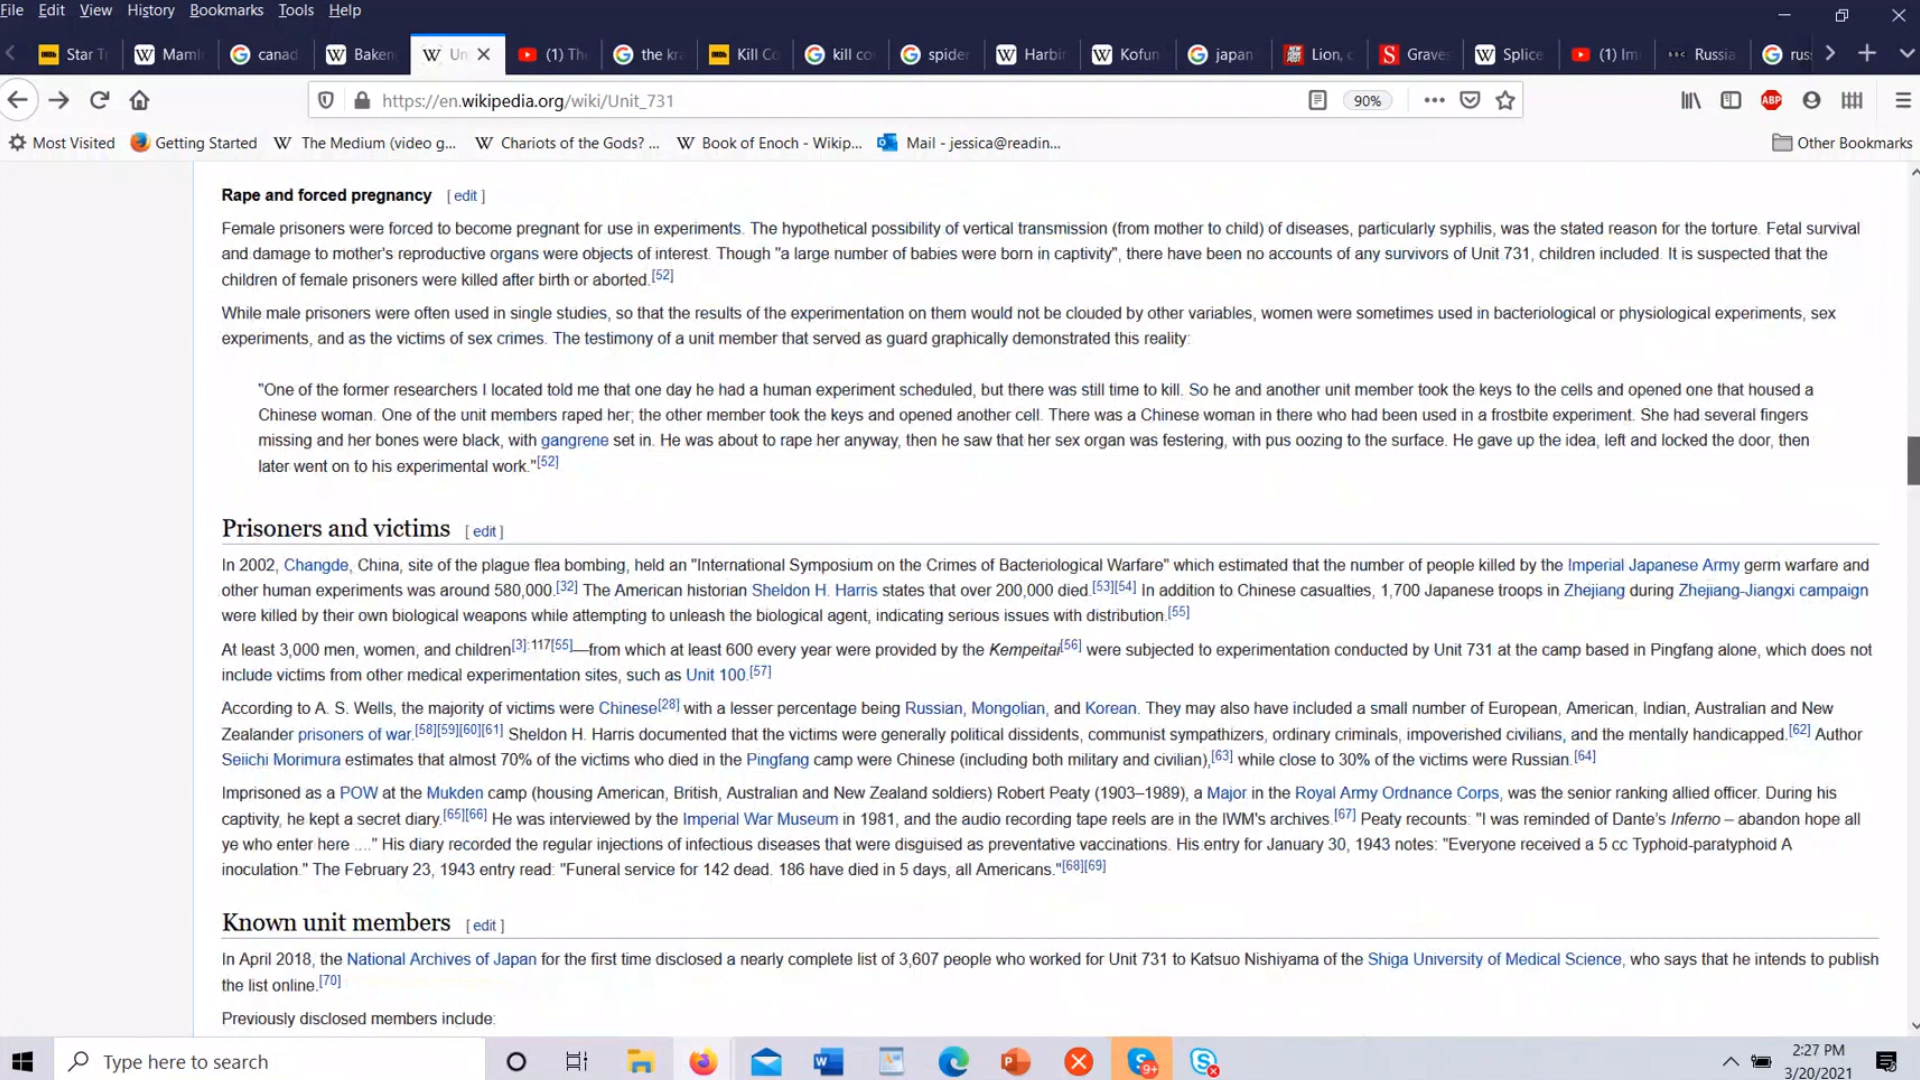 File Edit View History Bookmarks Tools Help
Star T Maml canad Baken Un (1) Th the kr Kill Co kill co spider Harbi Kofun japan Lion, c Graves Splice (1) Im Russia rus
https://en.wikipedia.org/wiki/Unit_731 90% ABP
Most Visited Getting Started The Medium (video g... Chariots of the Gods? ... Book of Enoch - Wikip... Mail - jessica@readin... Other Bookmarks
Rape and forced pregnancy [ edit ]
Female prisoners were forced to become pregnant for use in experiments. The hypothetical possibility of vertical transmission (from mother to child) of diseases, particularly syphilis, was the stated reason for the torture. Fetal survival
and damage to mother's reproductive organs were objects of interest. Though "a large number of babies were born in captivity", there have been no accounts of any survivors of Unit 731, children included. It is suspected that the
children of female prisoners were killed after birth or aborted.[52]
While male prisoners were often used in single studies, so that the results of the experimentation on them would not be clouded by other variables, women were sometimes used in bacteriological or physiological experiments, sex
experiments, and as the victims of sex crimes. The testimony of a unit member that served as guard graphically demonstrated this reality:
"One of the former researchers I located told me that one day he had a human experiment scheduled, but there was still time to kill. So he and another unit member took the keys to the cells and opened one that housed a
Chinese woman. One of the unit members raped her; the other member took the keys and opened another cell. There was a Chinese woman in there who had been used in a frostbite experiment. She had several fingers
missing and her bones were black, with gangrene set in. He was about to rape her anyway, then he saw that her sex organ was festering, with pus oozing to the surface. He gave up the idea, left and locked the door, then
later went on to his experimental work."[52]
Prisoners and victims [ edit ]
In 2002, Changde, China, site of the plague flea bombing, held an "International Symposium on the Crimes of Bacteriological Warfare" which estimated that the number of people killed by the Imperial Japanese Army germ warfare and
other human experiments was around 580,000.[32] The American historian Sheldon H. Harris states that over 200,000 died.[53][54] In addition to Chinese casualties, 1,700 Japanese troops in Zhejiang during Zhejiang-Jiangxi campaign
were killed by their own biological weapons while attempting to unleash the biological agent, indicating serious issues with distribution.[55]
At least 3,000 men, women, and children[3]:117[55]—from which at least 600 every year were provided by the Kempeitai[56] were subjected to experimentation conducted by Unit 731 at the camp based in Pingfang alone, which does not
include victims from other medical experimentation sites, such as Unit 100.[57]
According to A. S. Wells, the majority of victims were Chinese[28] with a lesser percentage being Russian, Mongolian, and Korean. They may also have included a small number of European, American, Indian, Australian and New
Zealander prisoners of war.[58][59][60][61] Sheldon H. Harris documented that the victims were generally political dissidents, communist sympathizers, ordinary criminals, impoverished civilians, and the mentally handicapped.[62] Author
Seiichi Morimura estimates that almost 70% of the victims who died in the Pingfang camp were Chinese (including both military and civilian),[63] while close to 30% of the victims were Russian.[64]
Imprisoned as a POW at the Mukden camp (housing American, British, Australian and New Zealand soldiers) Robert Peaty (1903–1989), a Major in the Royal Army Ordnance Corps, was the senior ranking allied officer. During his
captivity, he kept a secret diary.[65][66] He was interviewed by the Imperial War Museum in 1981, and the audio recording tape reels are in the IWM's archives.[67] Peaty recounts: "I was reminded of Dante's Inferno – abandon hope all
ye who enter here ...." His diary recorded the regular injections of infectious diseases that were disguised as preventative vaccinations. His entry for January 30, 1943 notes: "Everyone received a 5 cc Typhoid-paratyphoid A
inoculation." The February 23, 1943 entry read: "Funeral service for 142 dead. 186 have died in 5 days, all Americans."[68][69]
Known unit members [ edit ]
In April 2018, the National Archives of Japan for the first time disclosed a nearly complete list of 3,607 people who worked for Unit 731 to Katsuo Nishiyama of the Shiga University of Medical Science, who says that he intends to publish
the list online.[70]
Previously disclosed members include:
Type here to search 9+ 2:27 PM
3/20/2021